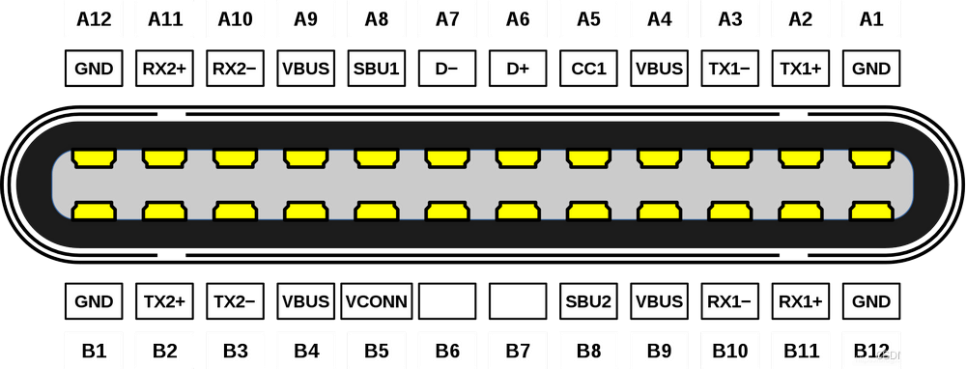 A12 A11 A10 A9 A8 A7 A6 A5 A4 A3 A2 A1
GND RX2+ RX2− VBUS SBU1 D− D+ CC1 VBUS TX1− TX1+ GND
GND TX2+ TX2− VBUS VCONN SBU2 VBUS RX1− RX1+ GND
B1 B2 B3 B4 B5 B6 B7 B8 B9 B10 B11 B12